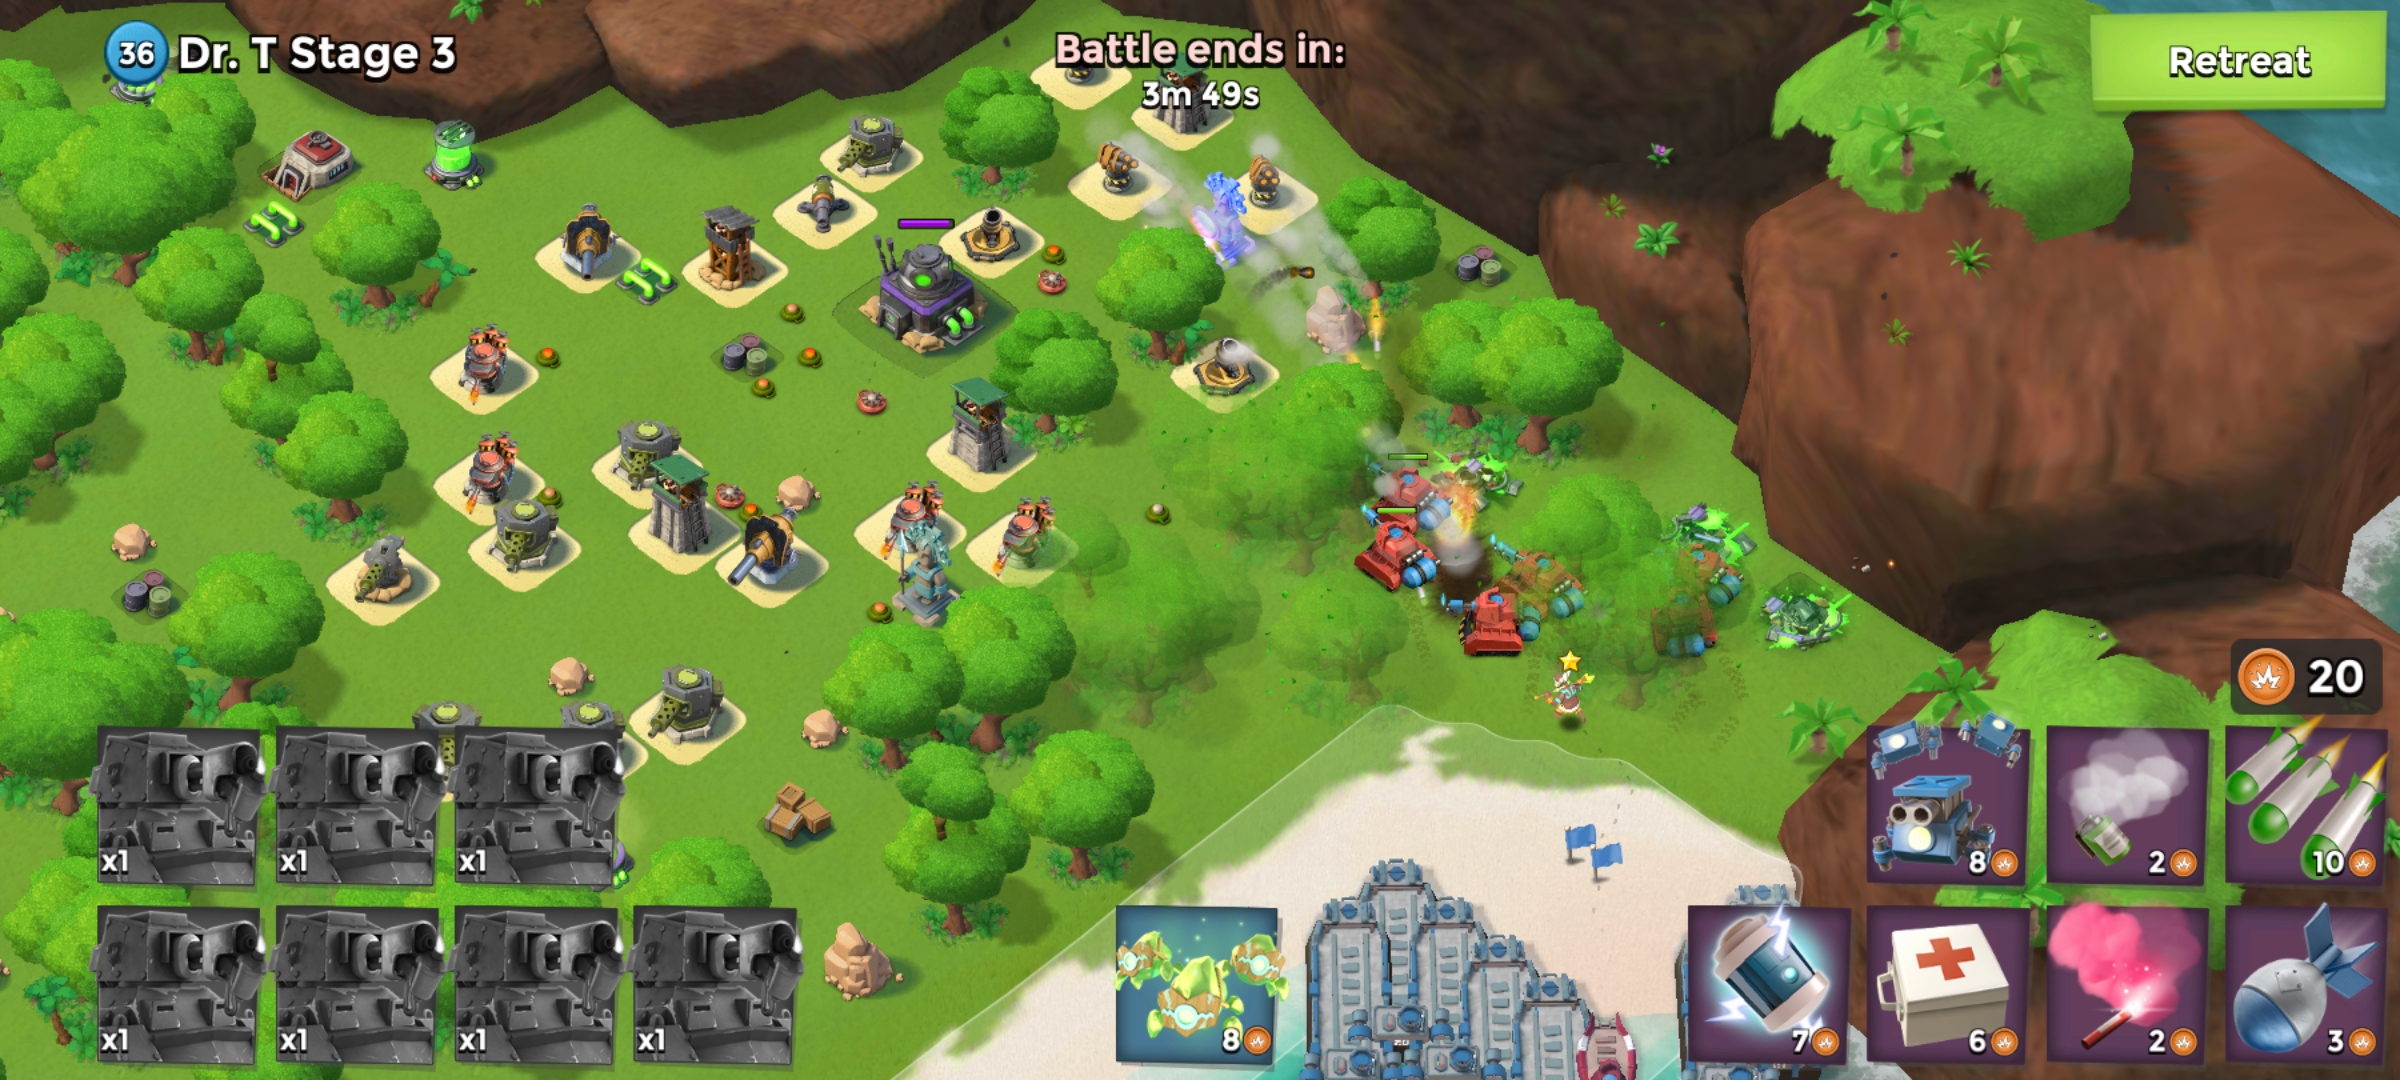 36 Dr. T Stage 3
Battle ends in:
3m 49s
Retreat
20
8
2
10
x1
x1
x1
x1
x1
x1
x1
8
7
6
2
3